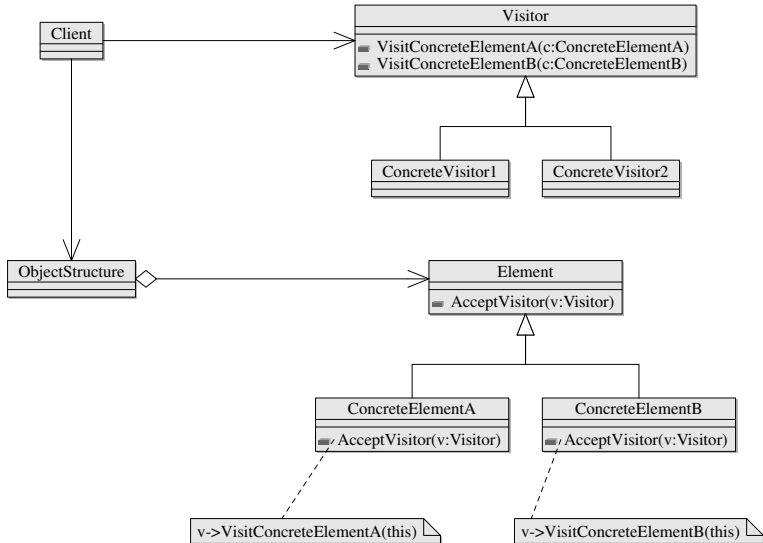 Visitor
Client
VisitConcreteElementA(c:ConcreteElementA)
VisitConcreteElementB(c:ConcreteElementB)
ConcreteVisitor1
ConcreteVisitor2
ObjectStructure
Element
AcceptVisitor(v:Visitor)
ConcreteElementA
ConcreteElementB
AcceptVisitor(v:Visitor)
AcceptVisitor(v:Visitor)
v->VisitConcreteElementA(this)
v->VisitConcreteElementB(this)